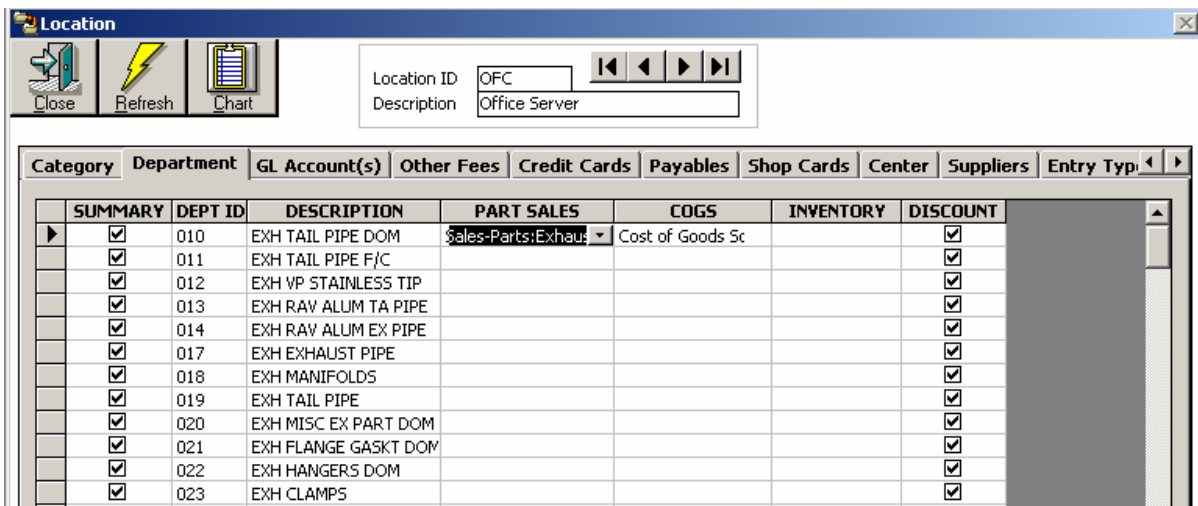 Location
Close Refresh Chart
Location ID OFC
Description Office Server
Category Department GL Account(s) Other Fees Credit Cards Payables Shop Cards Center Suppliers Entry Typ
SUMMARY DEPT ID DESCRIPTION PART SALES COGS INVENTORY DISCOUNT
010 EXH TAIL PIPE DOM Sales-Parts:Exhaus Cost of Goods Sc
011 EXH TAIL PIPE F/C
012 EXH VP STAINLESS TIP
013 EXH RAV ALUM TA PIPE
014 EXH RAV ALUM EX PIPE
017 EXH EXHAUST PIPE
018 EXH MANIFOLDS
019 EXH TAIL PIPE
020 EXH MISC EX PART DOM
021 EXH FLANGE GASKT DOM
022 EXH HANGERS DOM
023 EXH CLAMPS